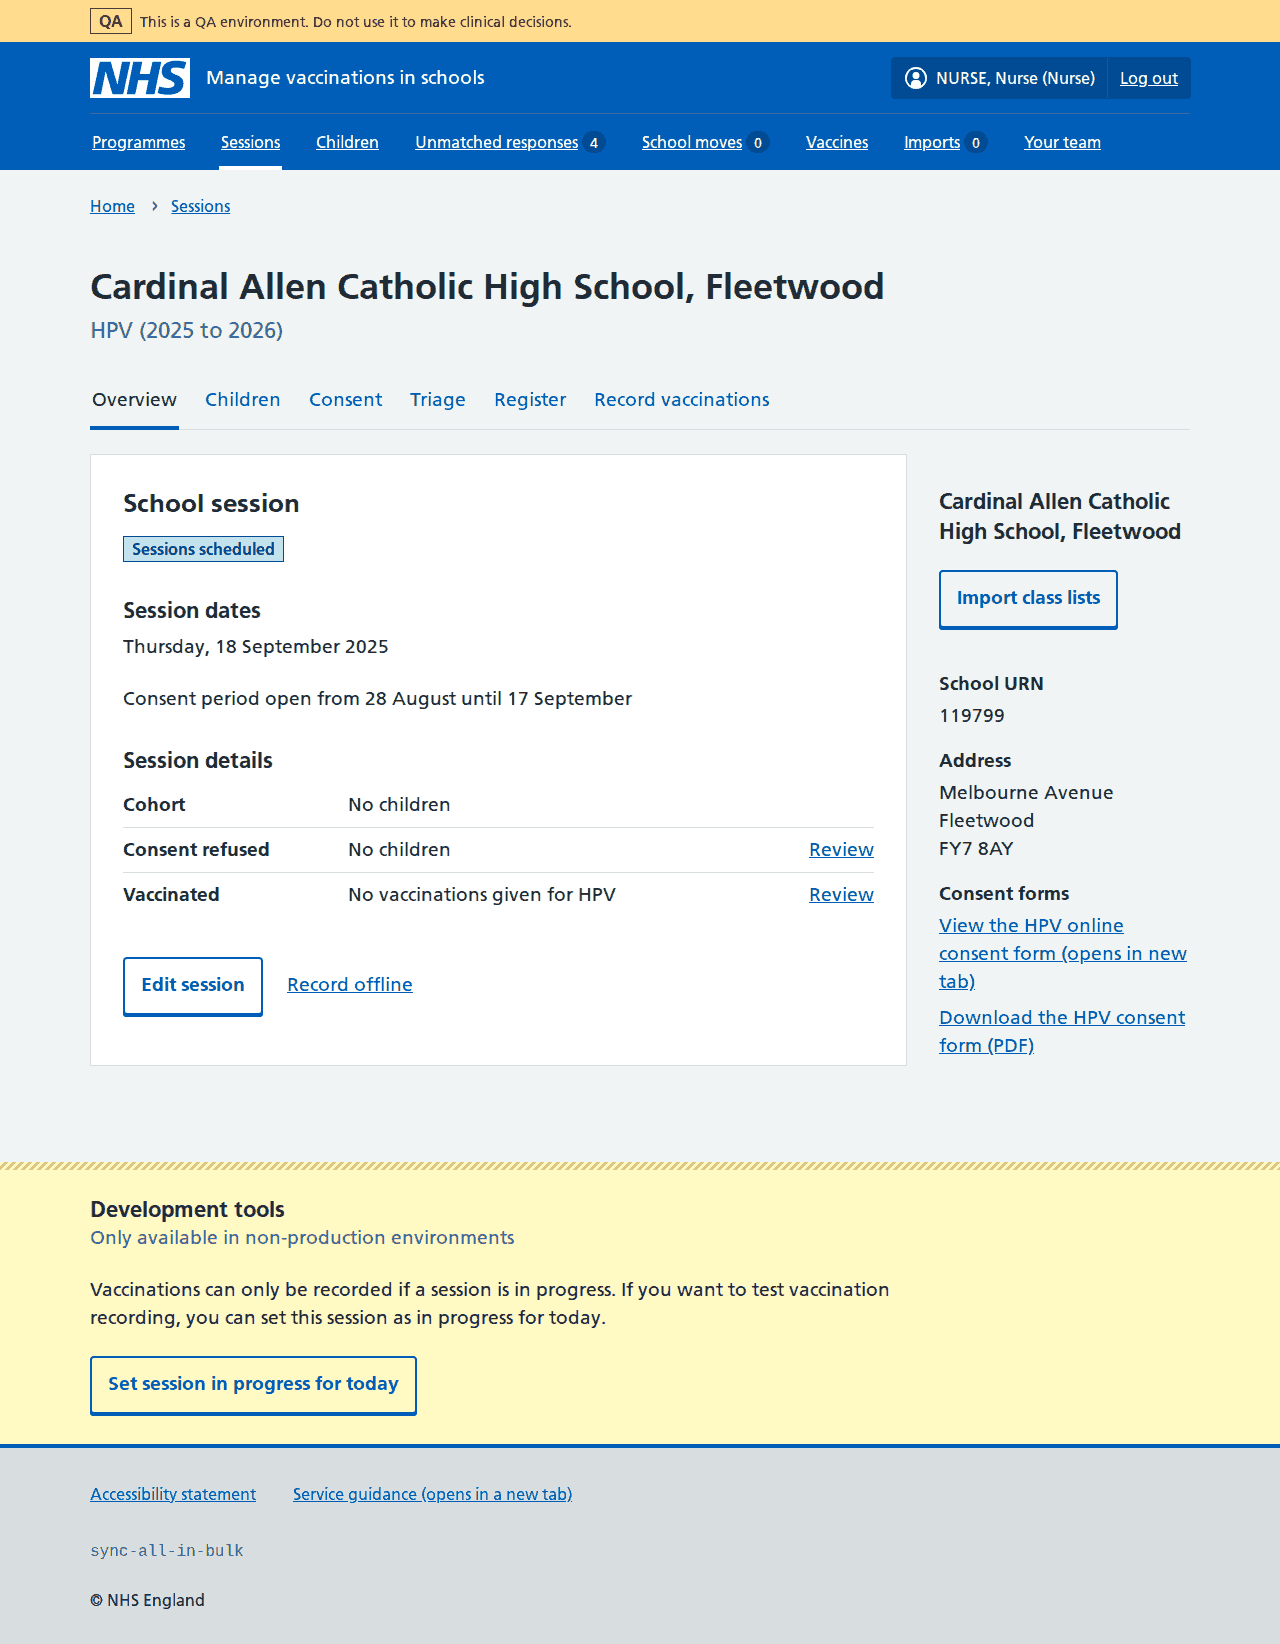 QA This is a QA environment. Do not use it to make clinical decisions.
NHS Manage vaccinations in schools NURSE, Nurse (Nurse) Log out
Programmes Sessions Children Unmatched responses 4 School moves 0 Vaccines Imports 0 Your team
Home › Sessions
Cardinal Allen Catholic High School, Fleetwood
HPV (2025 to 2026)
Overview Children Consent Triage Register Record vaccinations
School session
Sessions scheduled
Session dates
Thursday, 18 September 2025
Consent period open from 28 August until 17 September
Session details
Cohort No children
Consent refused No children Review
Vaccinated No vaccinations given for HPV Review
Edit session Record offline
Cardinal Allen Catholic
High School, Fleetwood
Import class lists
School URN
119799
Address
Melbourne Avenue
Fleetwood
FY7 8AY
Consent forms
View the HPV online
consent form (opens in new
tab)
Download the HPV consent
form (PDF)
Development tools
Only available in non-production environments
Vaccinations can only be recorded if a session is in progress. If you want to test vaccination
recording, you can set this session as in progress for today.
Set session in progress for today
Accessibility statement Service guidance (opens in a new tab)
sync-all-in-bulk
© NHS England